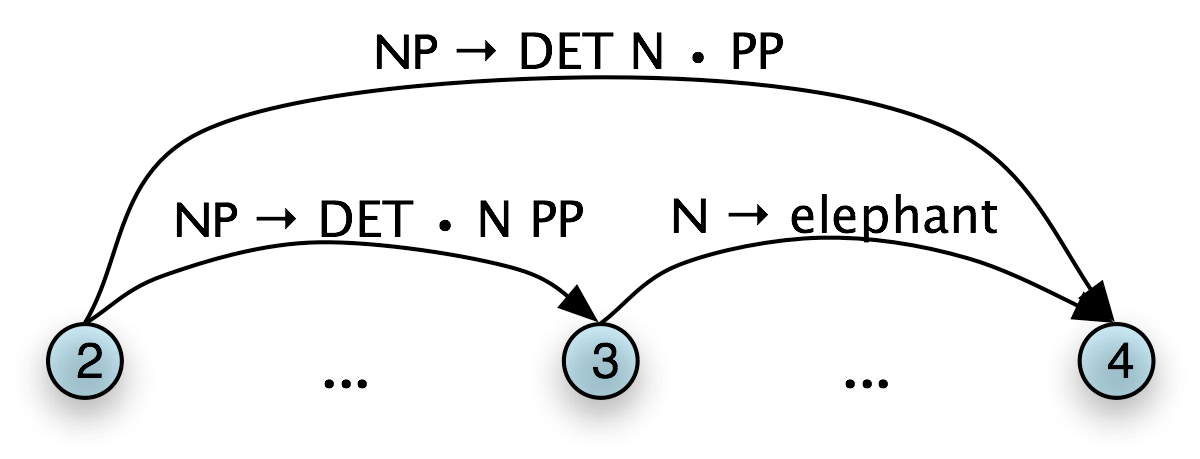 NP → DET N • PP
NP → DET • N PP N → elephant
2 3 4
... ...